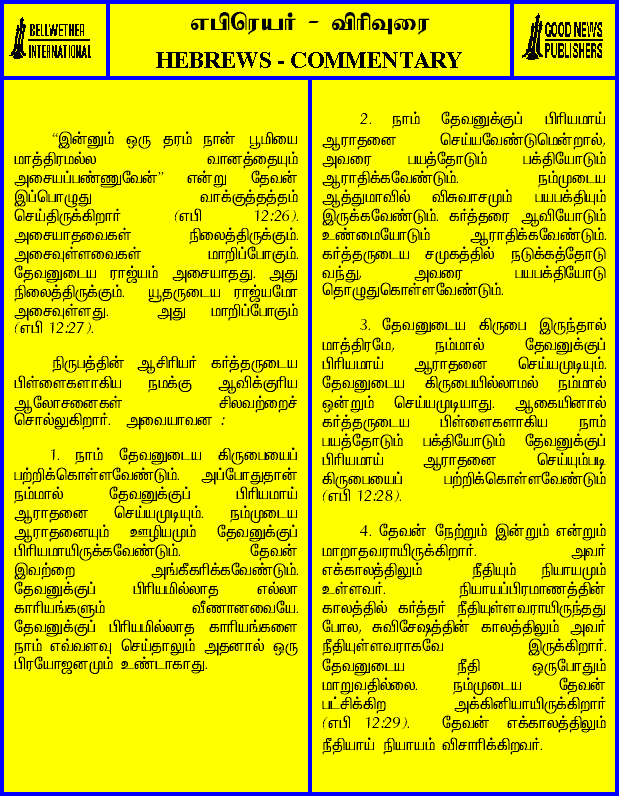 BELLWETHER
INTERNATIONAL
எபிரெயர் - விரிவுரை
HEBREWS - COMMENTARY
GOOD NEWS
PUBLISHERS
“இன்னும் ஒரு தரம் நான் பூமியை
மாத்திரமல்ல வானத்தையும்
அசையப்பண்ணுவேன்” என்று தேவன்
இப்பொழுது வாக்குத்தத்தம்
செய்திருக்கிறார் (எபி 12:26).
அசையாதவைகள் நிலைத்திருக்கும்.
அசைவுள்ளவைகள் மாறிப்போகும்.
தேவனுடைய ராஜ்யம் அசையாதது. அது
நிலைத்திருக்கும். யூதருடைய ராஜ்யமோ
அசைவுள்ளது. அது மாறிப்போகும்
(எபி 12:27).
நிருபத்தின் ஆசிரியர் கர்த்தருடைய
பிள்ளைகளாகிய நமக்கு ஆவிக்குரிய
ஆலோசனைகள் சிலவற்றைச்
சொல்லுகிறார். அவையாவன :
1. நாம் தேவனுடைய கிருபையைப்
பற்றிக்கொள்ளவேண்டும். அப்போதுதான்
நம்மால் தேவனுக்குப் பிரியமாய்
ஆராதனை செய்யமுடியும். நம்முடைய
ஆராதனையும் ஊழியமும் தேவனுக்குப்
பிரியமாயிருக்கவேண்டும். தேவன்
இவற்றை அங்கீகரிக்கவேண்டும்.
தேவனுக்குப் பிரியமில்லாத எல்லா
காரியங்களும் வீணானவையே.
தேவனுக்குப் பிரியமில்லாத காரியங்களை
நாம் எவ்வளவு செய்தாலும் அதனால் ஒரு
பிரயோஜனமும் உண்டாகாது.
2. நாம் தேவனுக்குப் பிரியமாய்
ஆராதனை செய்யவேண்டுமென்றால்,
அவரை பயத்தோடும் பக்தியோடும்
ஆராதிக்கவேண்டும். நம்முடைய
ஆத்துமாவில் விசுவாசமும் பயபக்தியும்
இருக்கவேண்டும். கர்த்தரை ஆவியோடும்
உண்மையோடும் ஆராதிக்கவேண்டும்.
கர்த்தருடைய சமுகத்தில் நடுக்கத்தோடு
வந்து, அவரை பயபக்தியோடு
தொழுதுகொள்ளவேண்டும்.
3. தேவனுடைய கிருபை இருந்தால்
மாத்திரமே, நம்மால் தேவனுக்குப்
பிரியமாய் ஆராதனை செய்யமுடியும்.
தேவனுடைய கிருபையில்லாமல் நம்மால்
ஒன்றும் செய்யமுடியாது. ஆகையினால்
கர்த்தருடைய பிள்ளைகளாகிய நாம்
பயத்தோடும் பக்தியோடும் தேவனுக்குப்
பிரியமாய் ஆராதனை செய்யும்படி
கிருபையைப் பற்றிக்கொள்ளவேண்டும்
(எபி 12:28).
4. தேவன் நேற்றும் இன்றும் என்றும்
மாறாதவராயிருக்கிறார். அவர்
எக்காலத்திலும் நீதியும் நியாயமும்
உள்ளவர். நியாயப்பிரமாணத்தின்
காலத்தில் கர்த்தர் நீதியுள்ளவராயிருந்தது
போல, சுவிசேஷத்தின் காலத்திலும் அவர்
நீதியுள்ளவராகவே இருக்கிறார்.
தேவனுடைய நீதி ஒருபோதும்
மாறுவதில்லை. நம்முடைய தேவன்
பட்சிக்கிற அக்கினியாயிருக்கிறார்
(எபி 12:29). தேவன் எக்காலத்திலும்
நீதியாய் நியாயம் விசாரிக்கிறவர்.